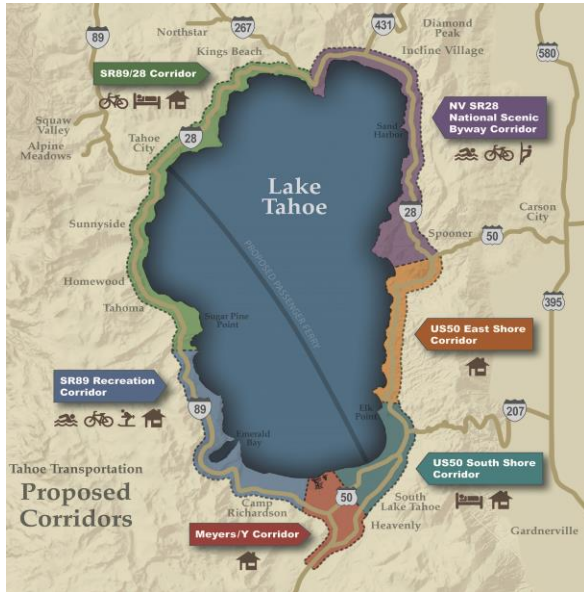 89
Northstar
267
Kings Beach
431
Diamond
Peak
Incline Village
580
SR89/28 Corridor
NV SR28
National Scenic
Byway Corridor
Sand
Harbor
Squaw
Valley
Alpine
Meadows
Tahoe
City
28
Lake
Tahoe
28
Carson
City
Spooner
50
Sunnyside
PROPOSED PASSENGER FERRY
Homewood
Tahoma
Sugar Pine
Point
395
US50 East Shore
Corridor
SR89 Recreation
Corridor
89
Elk
Point
207
Emerald
Bay
Tahoe Transportation
Proposed
Corridors
US50 South Shore
Corridor
50
Camp
Richardson
South
Lake Tahoe
Heavenly
Meyers/Y Corridor
Gardnerville